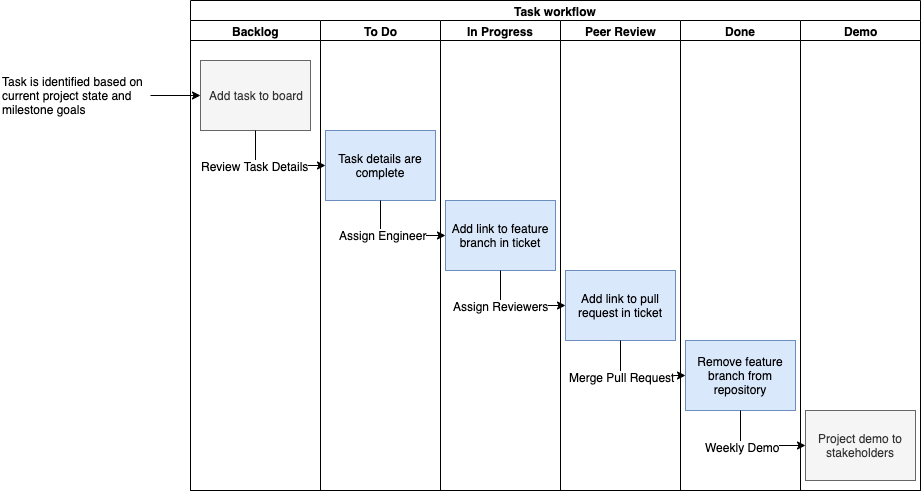 Task workflow
Backlog
To Do
In Progress
Peer Review
Done
Demo
Task is identified based on
current project state and
milestone goals
Add task to board
Review Task Details
Task details are
complete
Assign Engineer
Add link to feature
branch in ticket
Assign Reviewers
Add link to pull
request in ticket
Merge Pull Request
Remove feature
branch from
repository
Weekly Demo
Project demo to
stakeholders